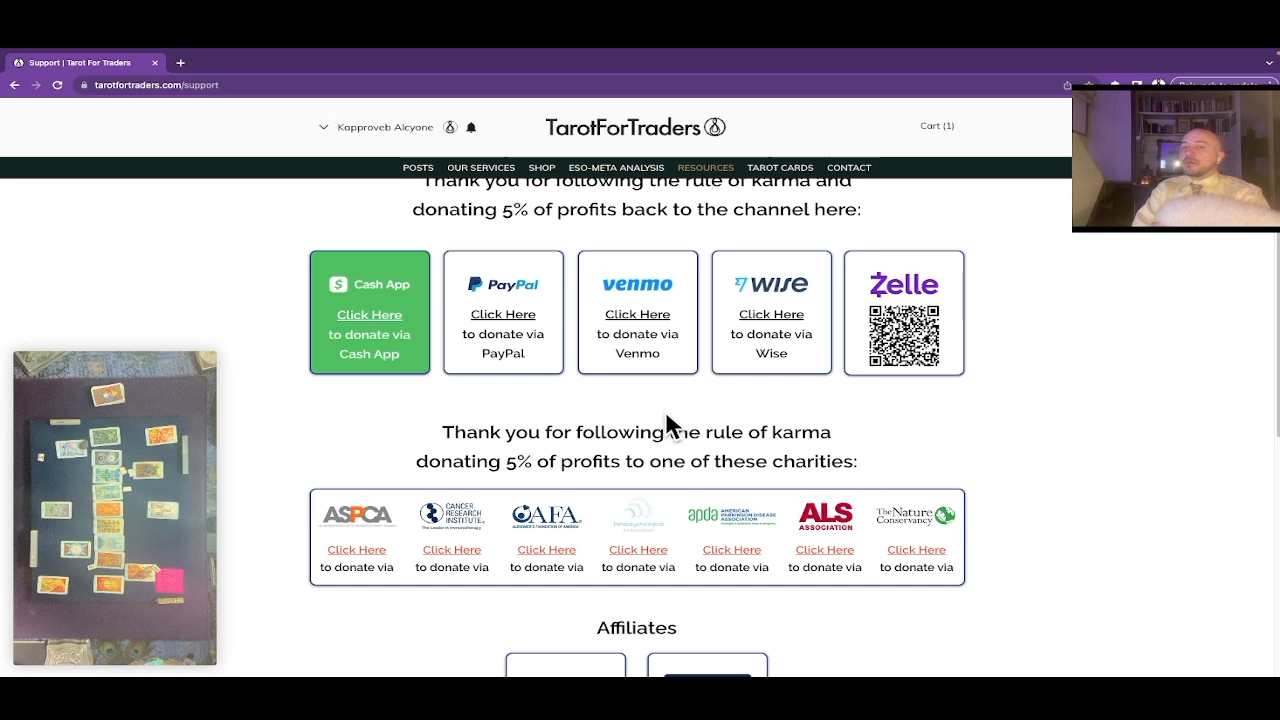 Support | Tarot For Traders
tarotfortraders.com/support
Kapproveb Alcyone
TarotForTraders
Cart (1)
POSTS OUR SERVICES SHOP ESO-META ANALYSIS RESOURCES TAROT CARDS CONTACT
Thank you for following the rule of karma and
donating 5% of profits back to the channel here:
Cash App
Click Here
to donate via
Cash App
PayPal
Click Here
to donate via
PayPal
venmo
Click Here
to donate via
Venmo
WISE
Click Here
to donate via
Wise
Zelle
Thank you for following the rule of karma
donating 5% of profits to one of these charities:
ASPCA
Click Here
to donate via
CANCER
RESEARCH
INSTITUTE
Click Here
to donate via
AFA
Click Here
to donate via
Click Here
to donate via
apda AMERICAN
PARKINSON DISEASE
ASSOCIATION
Click Here
to donate via
ALS
ASSOCIATION
Click Here
to donate via
The Nature
Conservancy
Click Here
to donate via
Affiliates